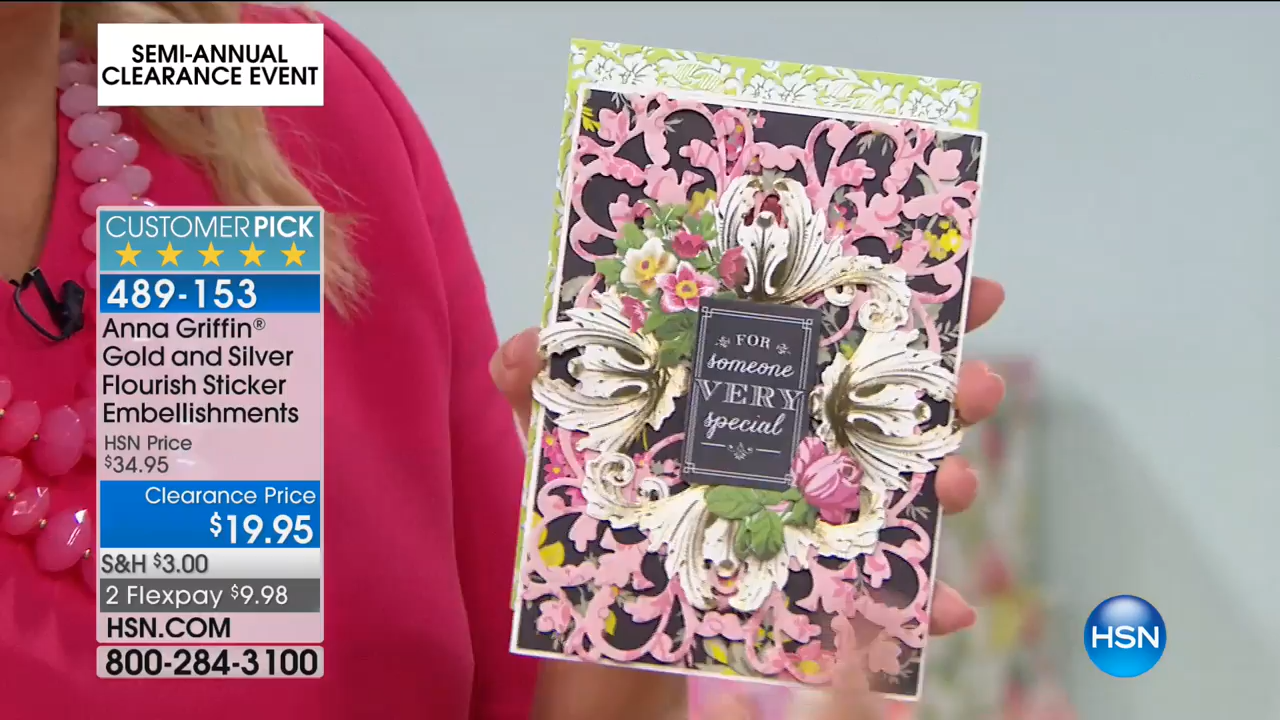 SEMI-ANNUAL
CLEARANCE EVENT
CUSTOMER PICK
489-153
Anna Griffin®
Gold and Silver
Flourish Sticker
Embellishments
HSN Price
$34.95
Clearance Price
$19.95
S&H $3.00
2 Flexpay $9.98
HSN.COM
800-284-3100
FOR
someone
VERY
special
HSN